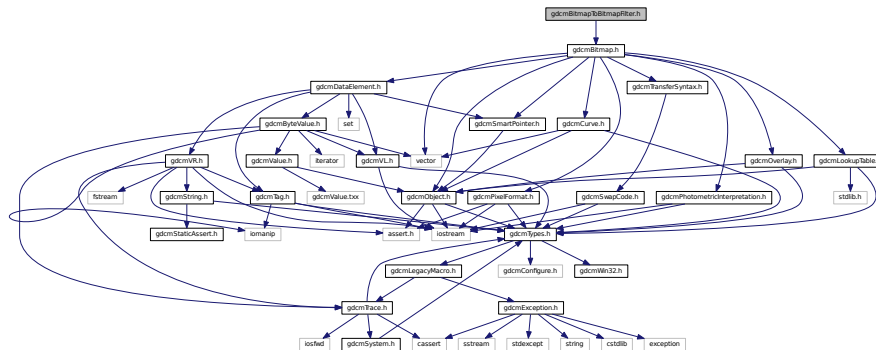 gdcmBitmapToBitmapFilter.h
gdcmBitmap.h
gdcmDataElement.h
gdcmTransferSyntax.h
gdcmByteValue.h
set
gdcmSmartPointer.h
gdcmCurve.h
gdcmVR.h
gdcmValue.h
iterator
gdcmVL.h
vector
gdcmOverlay.h
gdcmLookupTable.
fstream
gdcmString.h
gdcmTag.h
gdcmValue.txx
gdcmObject.h
gdcmPixelFormat.h
gdcmSwapCode.h
gdcmPhotometricInterpretation.h
stdlib.h
gdcmStaticAssert.h
iomanip
assert.h
iostream
gdcmTypes.h
gdcmLegacyMacro.h
gdcmConfigure.h
gdcmWin32.h
gdcmTrace.h
gdcmException.h
iosfwd
gdcmSystem.h
cassert
sstream
stdexcept
string
cstdlib
exception